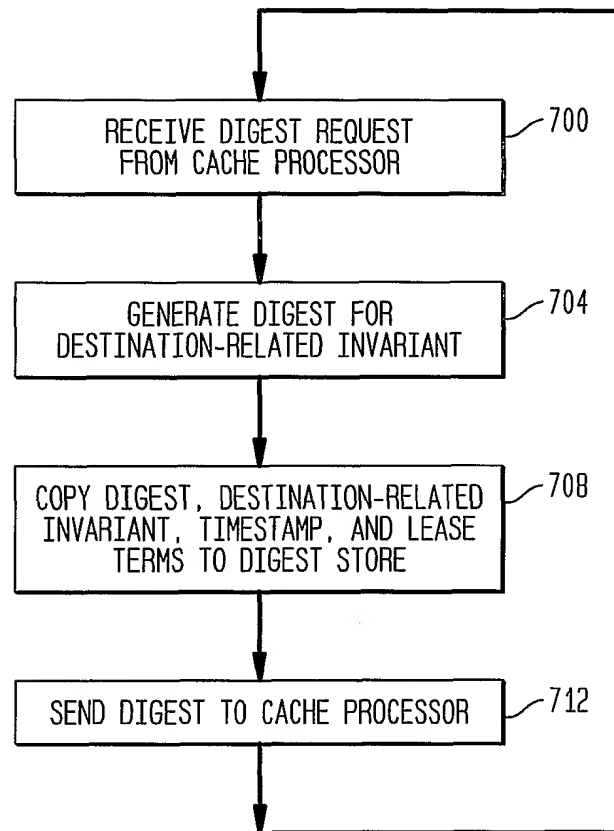 RECEIVE DIGEST REQUEST
FROM CACHE PROCESSOR
700
GENERATE DIGEST FOR
DESTINATION-RELATED INVARIANT
704
COPY DIGEST, DESTINATION-RELATED
INVARIANT, TIMESTAMP, AND LEASE
TERMS TO DIGEST STORE
708
SEND DIGEST TO CACHE PROCESSOR
712